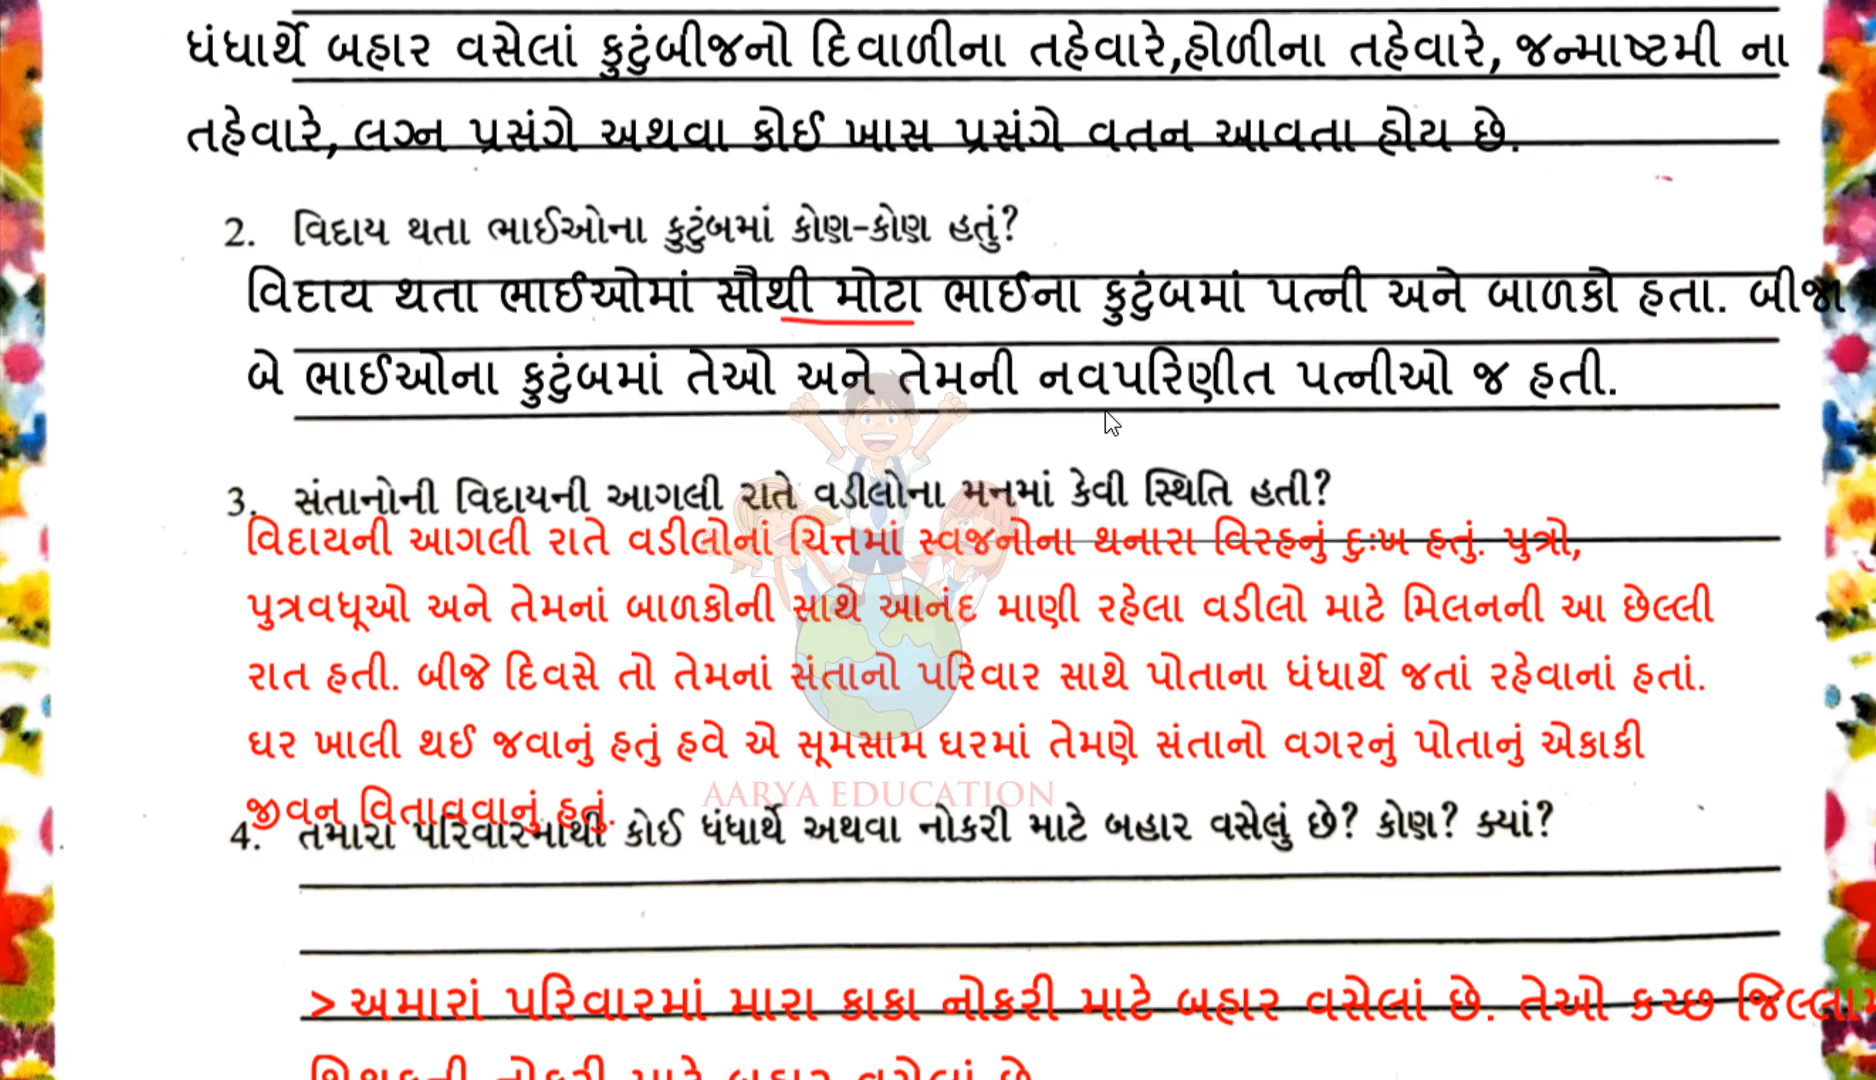 ધંધાર્થે બહાર વસેલાં કુટુંબીજનો દિવાળીના તહેવારે,હોળીના તહેવારે, જન્માષ્ટમી ના
તહેવારે, લગ્ન પ્રસંગે અથવા કોઈ ખાસ પ્રસંગે વતન આવતા હોય છે.
2. વિદાય થતા ભાઈઓના કુટુંબમાં કોણ-કોણ હતું?
વિદાય થતા ભાઈઓમાં સૌથી મોટા ભાઈના કુટુંબમાં પત્ની અને બાળકો હતા. બીજા
બે ભાઈઓના કુટુંબમાં તેઓ અને તેમની નવપરિણીત પત્નીઓ જ હતી.
3. સંતાનોની વિદાયની આગલી રાતે વડીલોના મનમાં કેવી સ્થિતિ હતી?
વિદાયની આગલી રાતે વડીલોનાં ચિત્તમાં સ્વજનોના થનારા વિરહનું દુઃખ હતું. પુત્રો,
પુત્રવધૂઓ અને તેમનાં બાળકોની સાથે આનંદ માણી રહેલા વડીલો માટે મિલનની આ છેલ્લી
રાત હતી. બીજે દિવસે તો તેમનાં સંતાનો પરિવાર સાથે પોતાના ધંધાર્થે જતાં રહેવાનાં હતાં.
ઘર ખાલી થઈ જવાનું હતું હવે એ સૂમસામ ઘરમાં તેમણે સંતાનો વગરનું પોતાનું એકાકી
AARYA EDUCATION
જીવન વિતાવવાનું હતું.
4. તમારા પરિવારમાંથી કોઈ ધંધાર્થે અથવા નોકરી માટે બહાર વસેલું છે? કોણ? ક્યાં?
> અમારાં પરિવારમાં મારા કાકા નોકરી માટે બહાર વસેલાં છે. તેઓ કચ્છ
શિક્ષકની નોકરી માટે બહાર વસેલાં છે